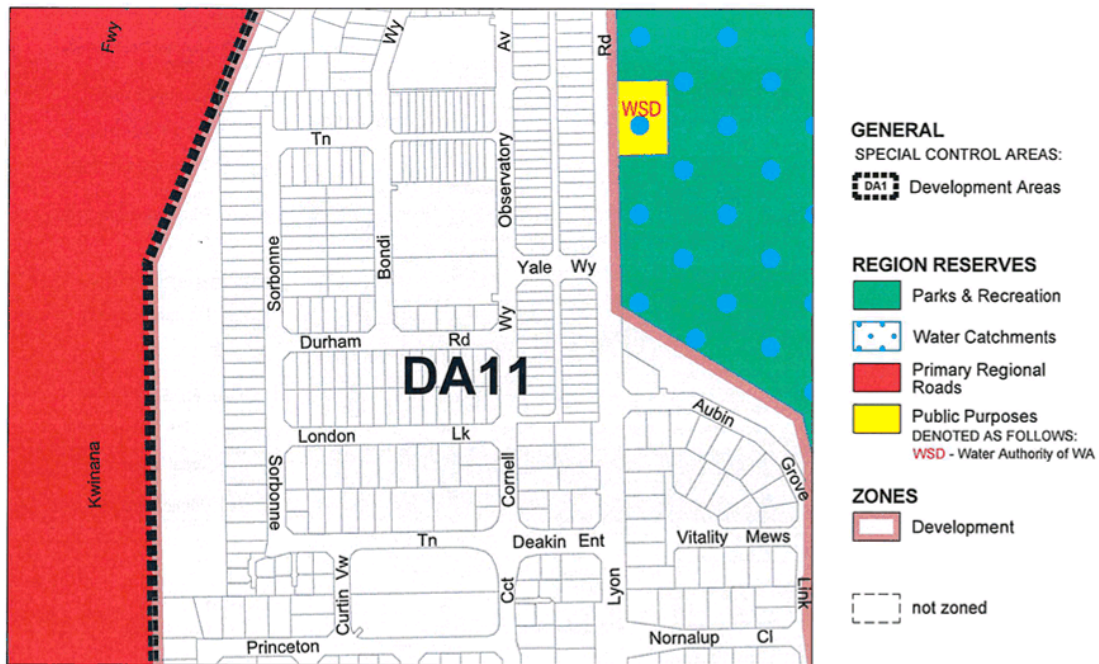 Fwy
Wy
Av
Rd
WSD
Tn
Observatory
Sorbonne
Bondi
Yale Wy
Wy
Durham Rd
DA11
Aubin
London Lk
Sorbonne
Cornell
Grove
Kwinana
Tn
Deakin Ent
Vitality Mews
Curtin Vw
Cct
Lyon
Link
Princeton
Nornalup Cl
GENERAL
SPECIAL CONTROL AREAS:
DA1 Development Areas
REGION RESERVES
Parks & Recreation
Water Catchments
Primary Regional
Roads
Public Purposes
DENOTED AS FOLLOWS:
WSD - Water Authority of WA
ZONES
Development
not zoned